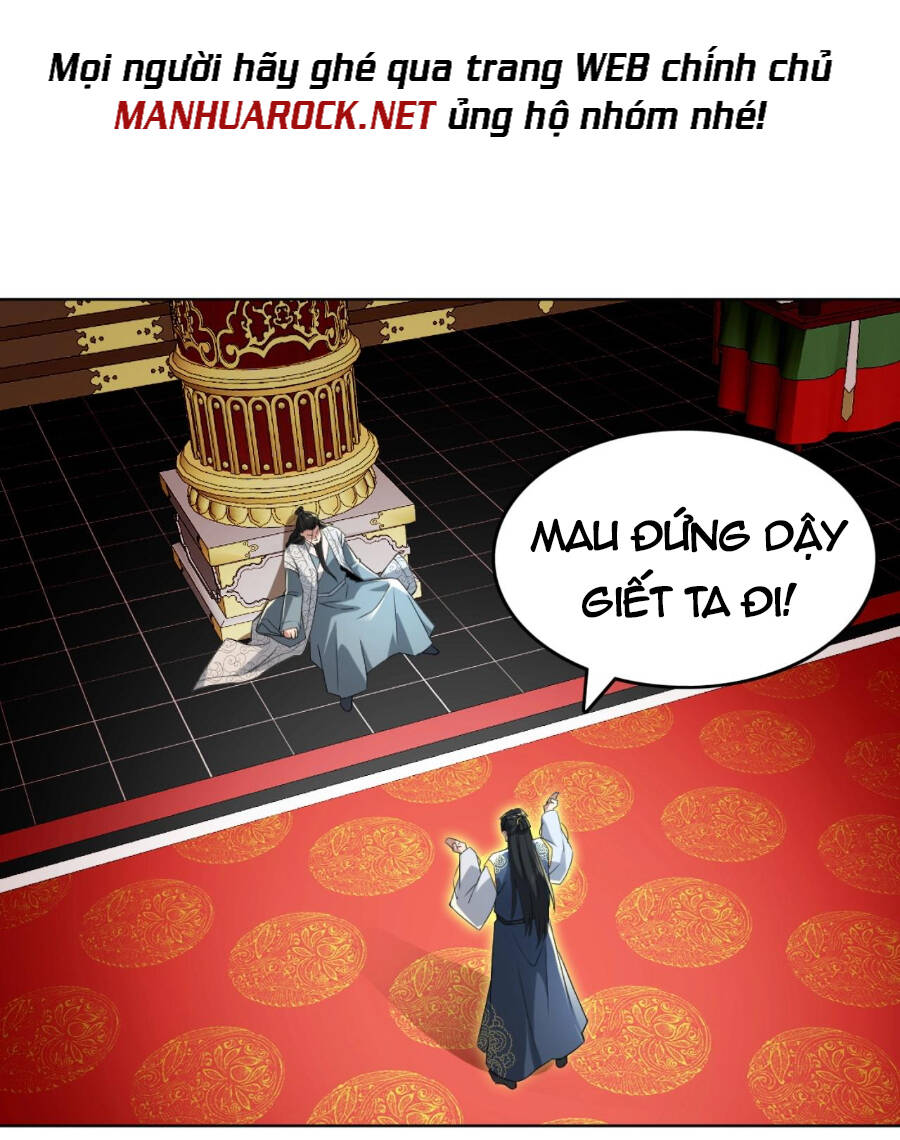 Mọi người hãy ghé qua trang WEB chính chủ
MANHUAROCK.NET ủng hộ nhóm nhé!
MAU ĐỨNG DẬY
GIẾT TA ĐI!